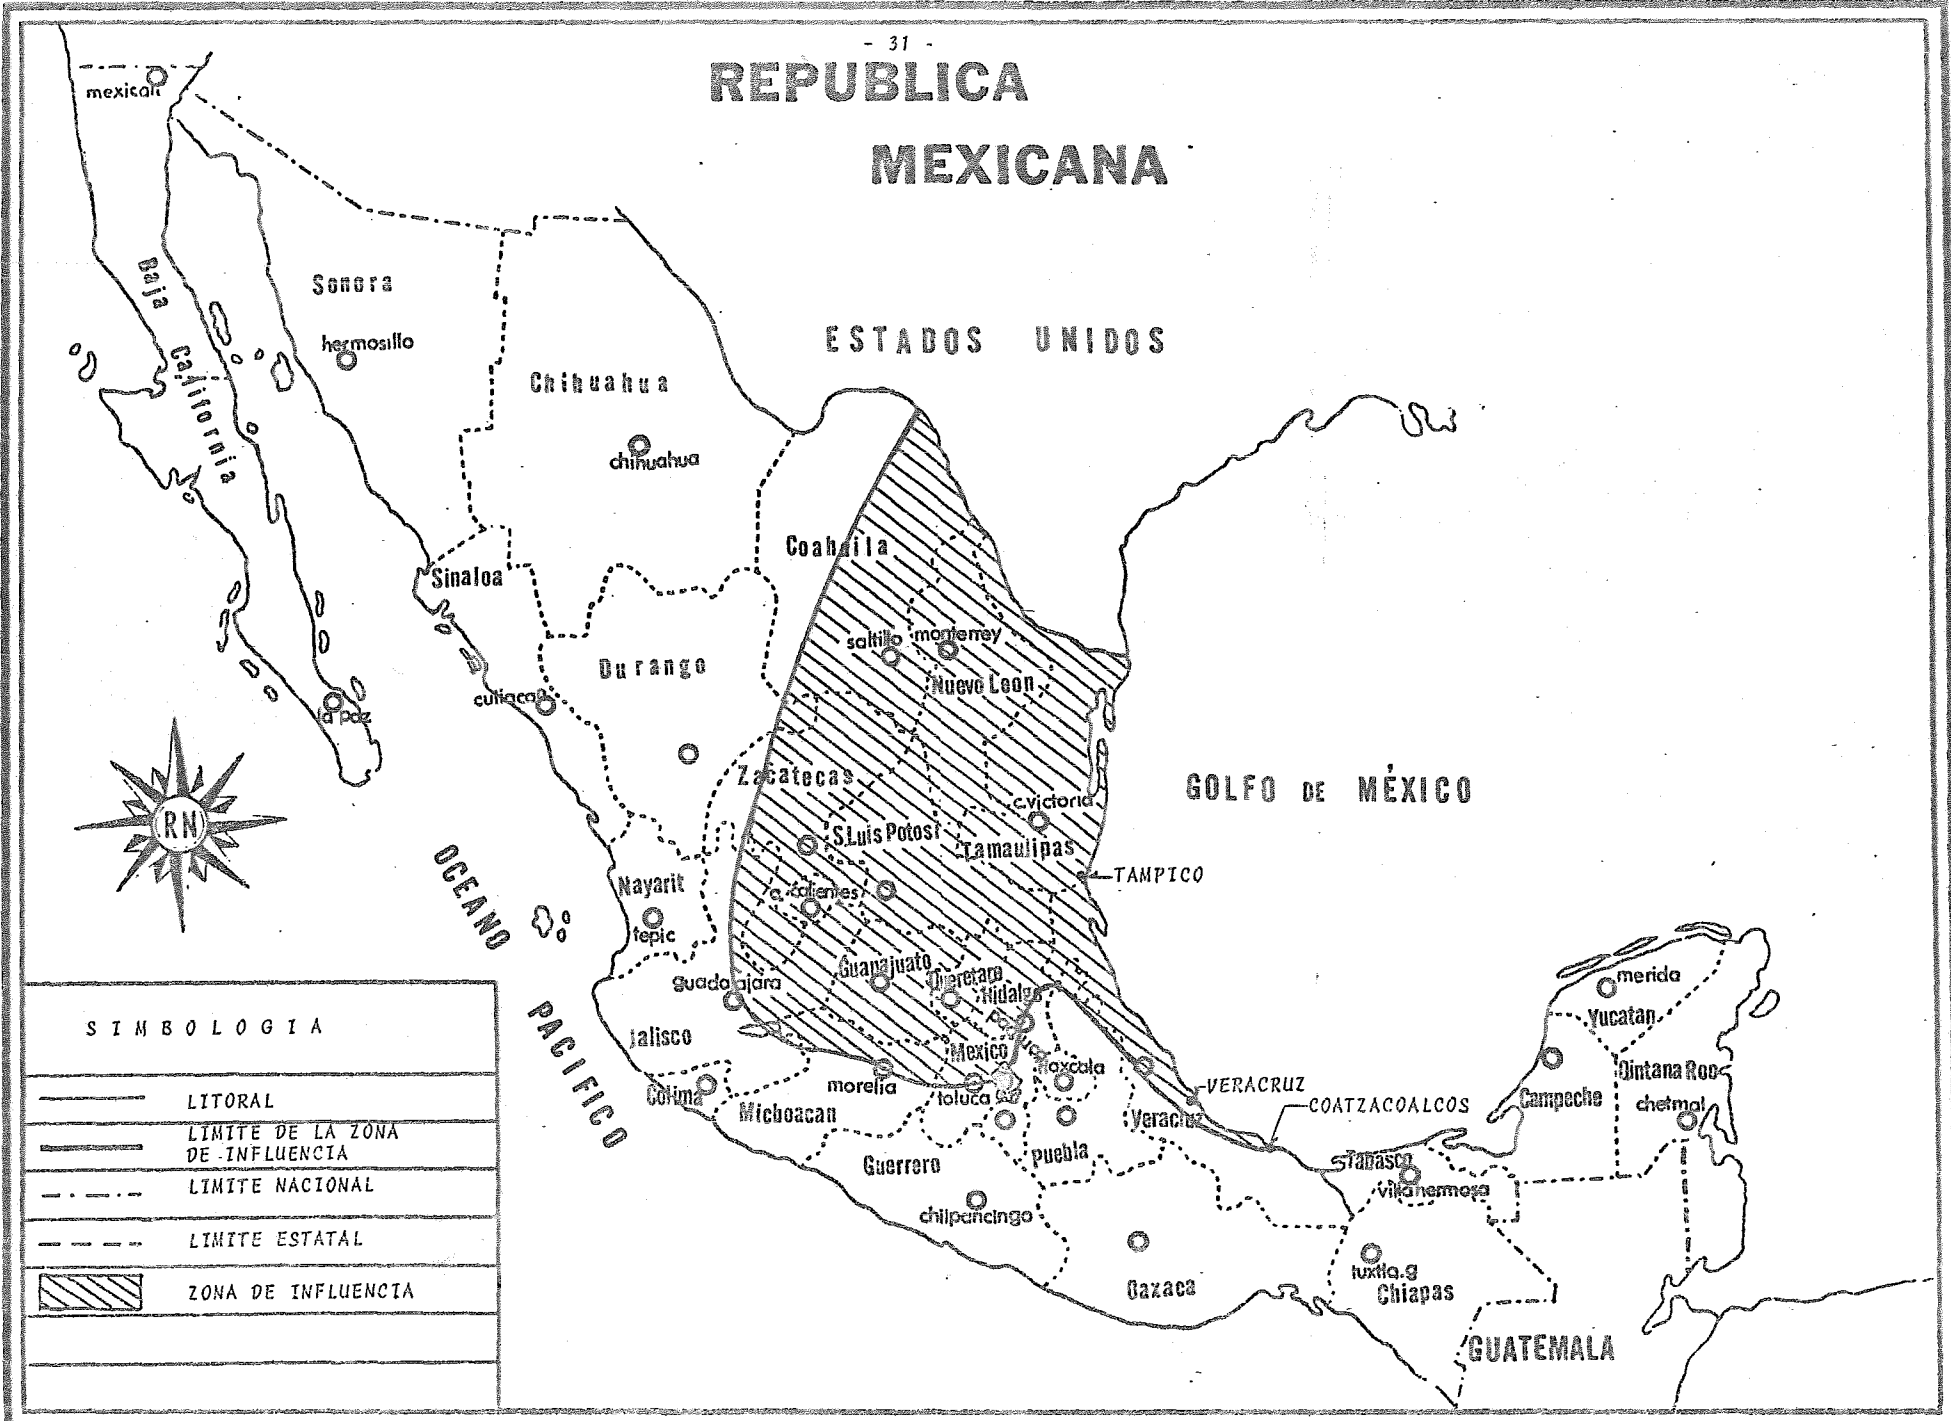 - 31 -
REPUBLICA
MEXICANA
mexicali
Baja California
Sonora
hermosillo
ESTADOS UNIDOS
Chihuahua
chihuahua
Coahuila
Sinaloa
saltillo
monterrey
Durango
Nuevo Leon
culiacan
la paz
Zacatecas
GOLFO DE MÉXICO
c.victoria
S.Luis Potosi
Tamaulipas
RN
TAMPICO
OCEANO PACIFICO
Nayarit
a. calientes
tepic
Guanajuato
Queretaro
Hidalgo
guadalajara
pachuca
merida
Yucatan
Jalisco
Mexico
tlaxcala
Qintana Roo
morelia
toluca
VERACRUZ
Colima
COATZACOALCOS
Campeche
chetmal
Michoacan
Veracruz
Puebla
Guerrero
Tabasco
villahermosa
chilpancingo
tuxtla.g
Oaxaca
Chiapas
GUATEMALA
SIMBOLOGIA
LITORAL
LIMITE DE LA ZONA
DE INFLUENCIA
LIMITE NACIONAL
LIMITE ESTATAL
ZONA DE INFLUENCIA